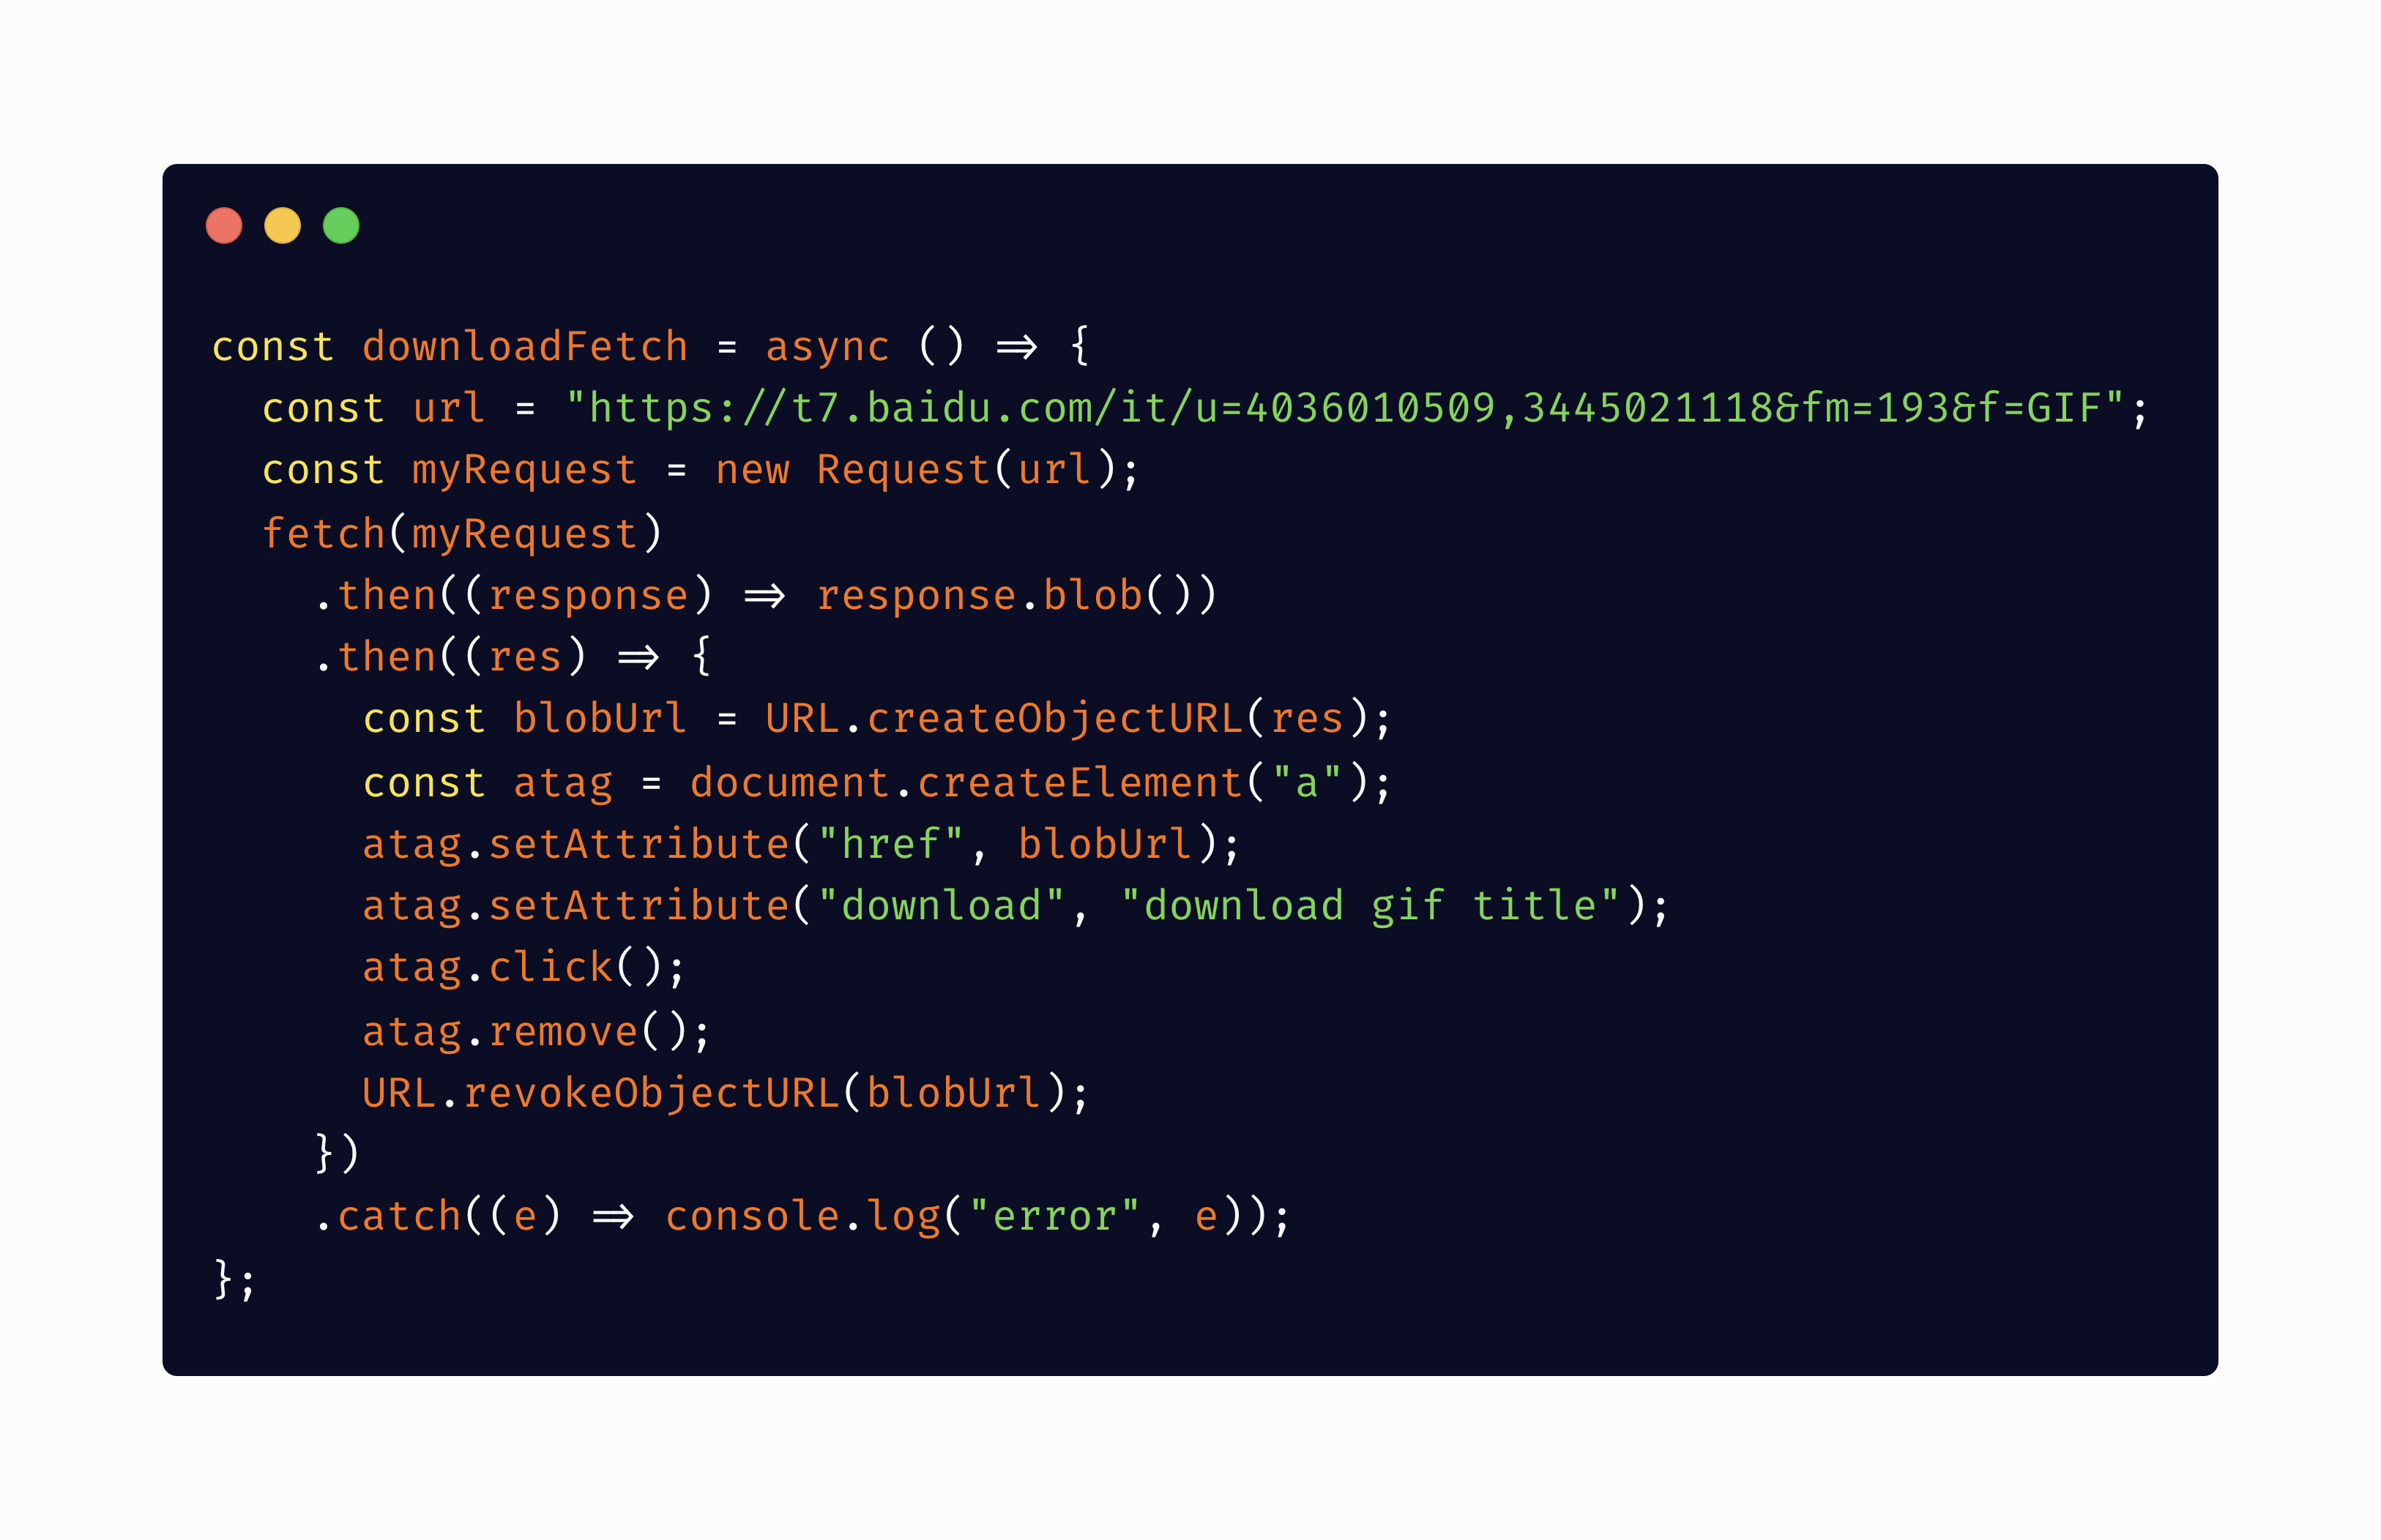 const downloadFetch = async () => {
  const url = "https://t7.baidu.com/it/u=4036010509,3445021118&fm=193&f=GIF";
  const myRequest = new Request(url);
  fetch(myRequest)
    .then((response) => response.blob())
    .then((res) => {
      const blobUrl = URL.createObjectURL(res);
      const atag = document.createElement("a");
      atag.setAttribute("href", blobUrl);
      atag.setAttribute("download", "download gif title");
      atag.click();
      atag.remove();
      URL.revokeObjectURL(blobUrl);
    })
    .catch((e) => console.log("error", e));
};